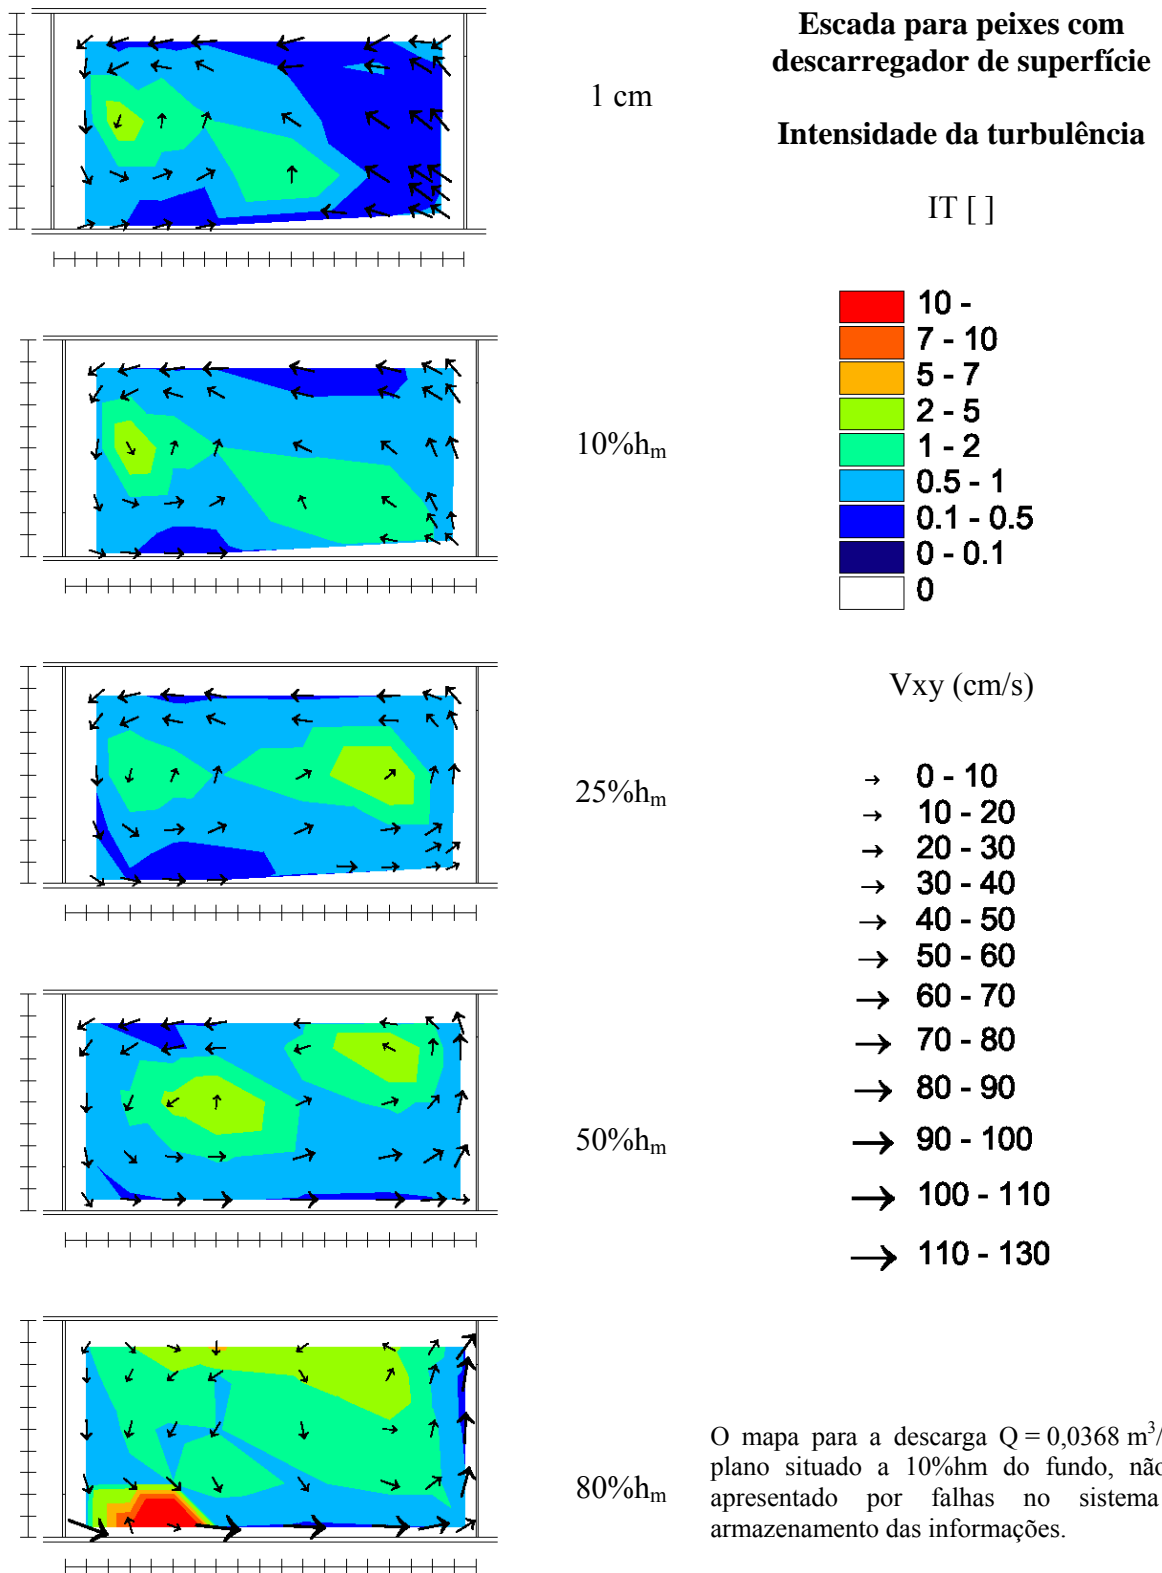 Escada para peixes com
descarregador de superfície
Intensidade da turbulência
IT [ ]
10 -
7 - 10
5 - 7
2 - 5
1 - 2
0.5 - 1
0.1 - 0.5
0 - 0.1
0
Vxy (cm/s)
0 - 10
10 - 20
20 - 30
30 - 40
40 - 50
50 - 60
60 - 70
70 - 80
80 - 90
90 - 100
100 - 110
110 - 130
1 cm
10%hm
25%hm
50%hm
80%hm
O mapa para a descarga Q = 0,0368 m³/
plano situado a 10%hm do fundo, não
apresentado por falhas no sistema
armazenamento das informações.